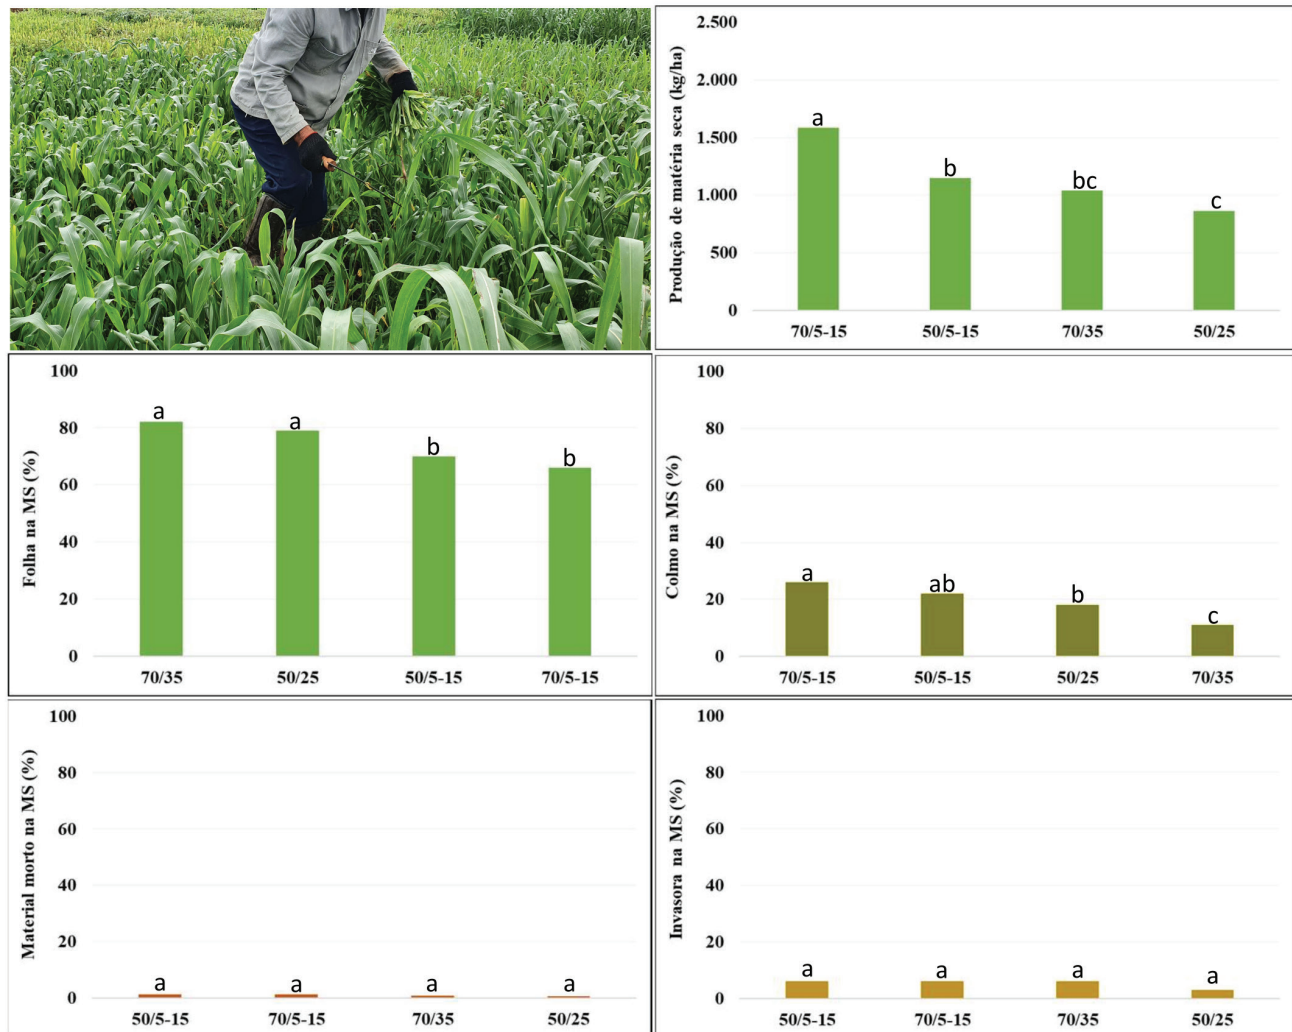 Produção de matéria seca (kg/ha)
2.500
2.000
1.500
1.000
500
0
a
b
bc
c
70/5-15 50/5-15 70/35 50/25
Folha na MS (%)
100
80
60
40
20
0
a
a
b
b
70/35 50/25 50/5-15 70/5-15
Colmo na MS (%)
100
80
60
40
20
0
a
ab
b
c
70/5-15 50/5-15 50/25 70/35
Material morto na MS (%)
100
80
60
40
20
0
a a a a
50/5-15 70/5-15 70/35 50/25
Invasora na MS (%)
100
80
60
40
20
0
a a a a
50/5-15 70/5-15 70/35 50/25